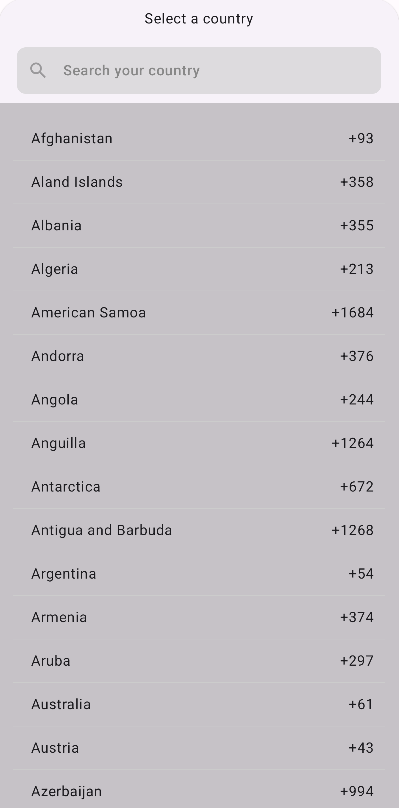 Select a country
Search your country
Afghanistan +93
Aland Islands +358
Albania +355
Algeria +213
American Samoa +1684
Andorra +376
Angola +244
Anguilla +1264
Antarctica +672
Antigua and Barbuda +1268
Argentina +54
Armenia +374
Aruba +297
Australia +61
Austria +43
Azerbaijan +994